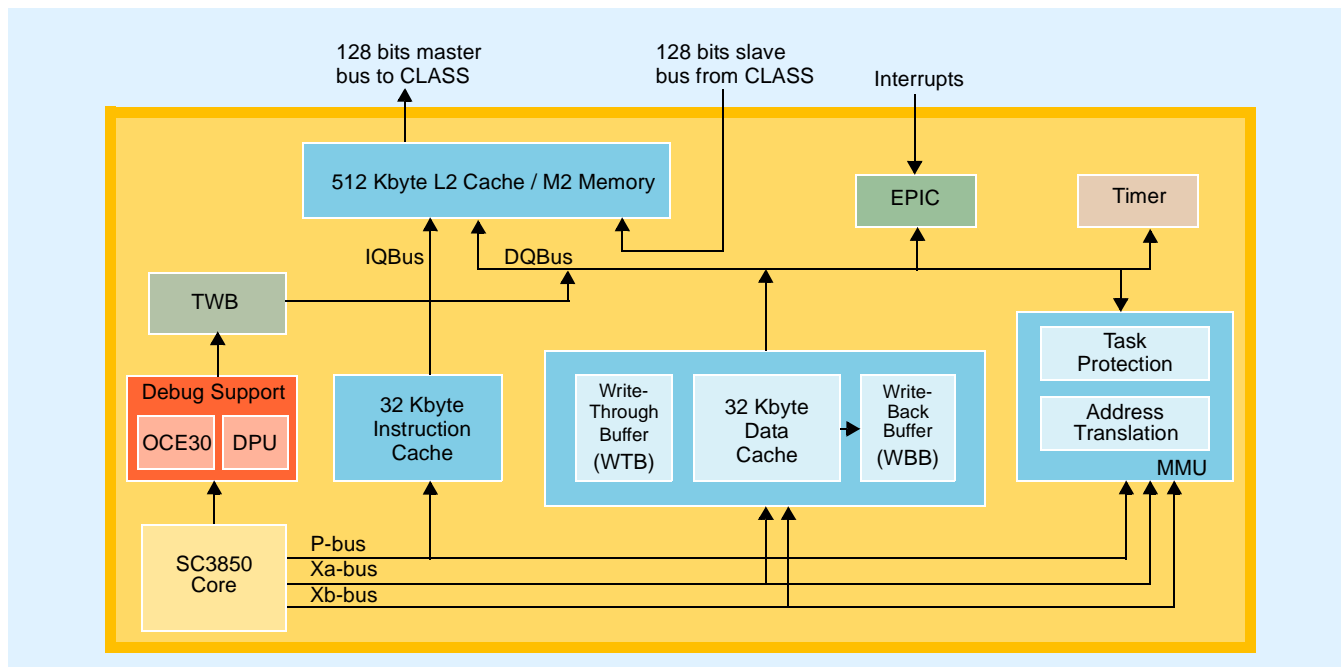 128 bits master
bus to CLASS
128 bits slave
bus from CLASS
Interrupts
512 Kbyte L2 Cache / M2 Memory
EPIC
Timer
IQBus
DQBus
TWB
Task
Protection
Address
Translation
MMU
Debug Support
OCE30
DPU
32 Kbyte
Instruction
Cache
Write-
Through
Buffer
(WTB)
32 Kbyte
Data
Cache
Write-
Back
Buffer
(WBB)
SC3850
Core
P-bus
Xa-bus
Xb-bus